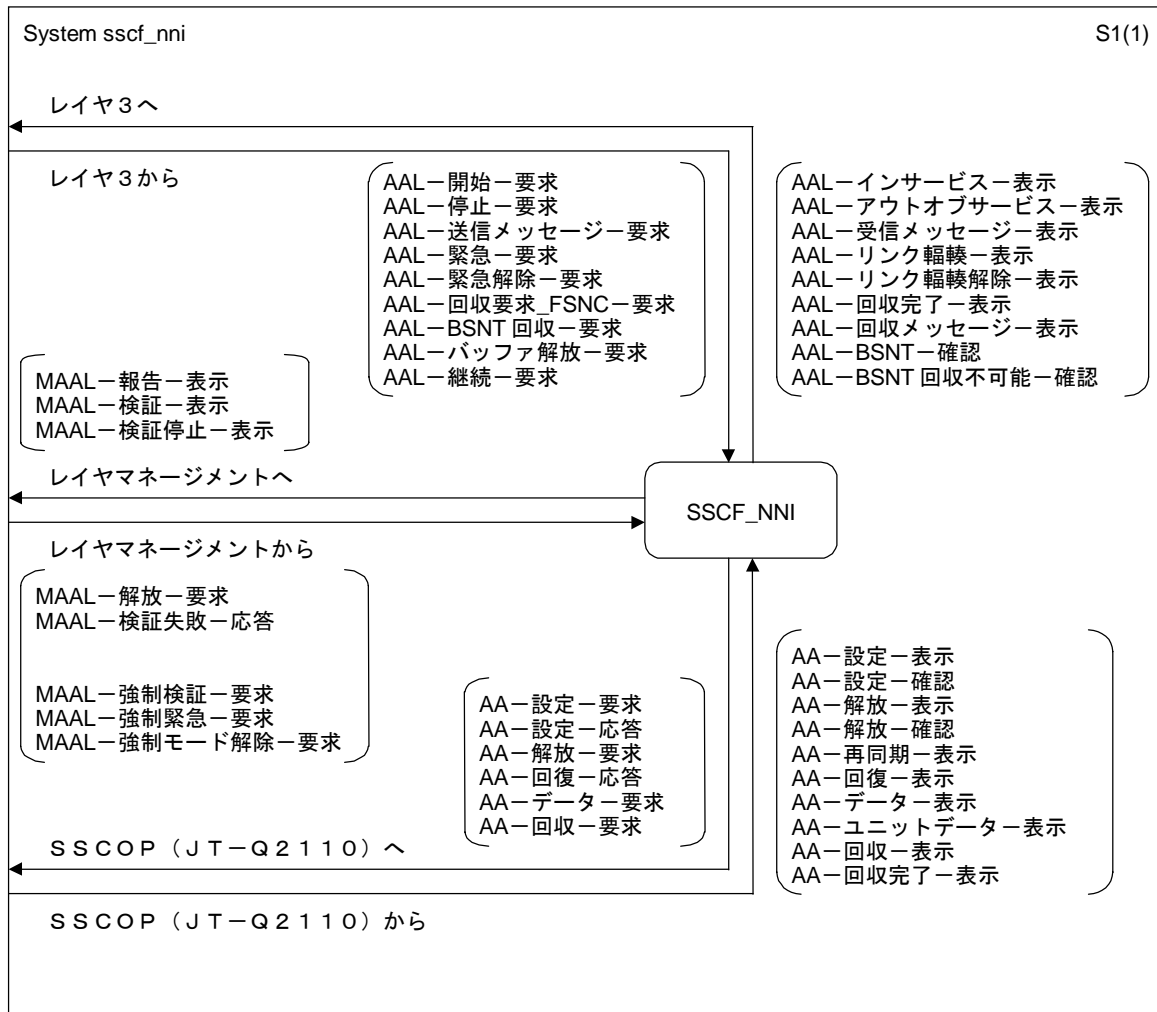 System sscf_nni
S1(1)
レイヤ３へ
レイヤ３から
AAL－開始－要求
AAL－停止－要求
AAL－送信メッセージ－要求
AAL－緊急－要求
AAL－緊急解除－要求
AAL－回収要求_FSNC－要求
AAL－BSNT 回収－要求
AAL－バッファ解放－要求
AAL－継続－要求
AAL－インサービス－表示
AAL－アウトオブサービス－表示
AAL－受信メッセージ－表示
AAL－リンク輻輳－表示
AAL－リンク輻輳解除－表示
AAL－回収完了－表示
AAL－回収メッセージ－表示
AAL－BSNT－確認
AAL－BSNT 回収不可能－確認
MAAL－報告－表示
MAAL－検証－表示
MAAL－検証停止－表示
レイヤマネージメントへ
SSCF_NNI
レイヤマネージメントから
MAAL－解放－要求
MAAL－検証失敗－応答
MAAL－強制検証－要求
MAAL－強制緊急－要求
MAAL－強制モード解除－要求
AA－設定－要求
AA－設定－応答
AA－解放－要求
AA－回復－応答
AA－データ－要求
AA－回収－要求
AA－設定－表示
AA－設定－確認
AA－解放－表示
AA－解放－確認
AA－再同期－表示
AA－回復－表示
AA－データ－表示
AA－ユニットデータ－表示
AA－回収－表示
AA－回収完了－表示
ＳＳＣＯＰ（ＪＴ－Ｑ２１１０）へ
ＳＳＣＯＰ（ＪＴ－Ｑ２１１０）から